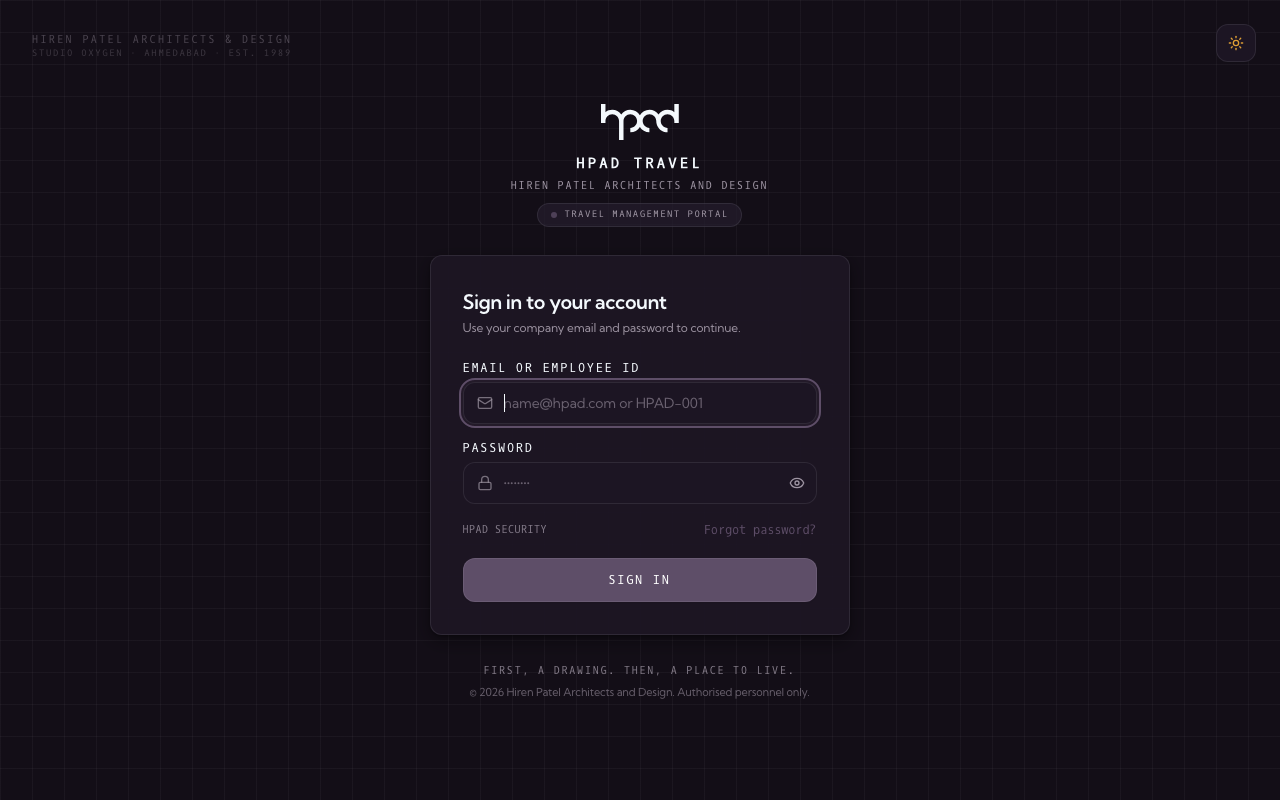 HIREN PATEL ARCHITECTS & DESIGN
STUDIO OXYGEN · AHMEDABAD · EST. 1989
hpad
HPAD TRAVEL
HIREN PATEL ARCHITECTS AND DESIGN
TRAVEL MANAGEMENT PORTAL
Sign in to your account
Use your company email and password to continue.
EMAIL OR EMPLOYEE ID
name@hpad.com or HPAD-001
PASSWORD
········
HPAD SECURITY
Forgot password?
SIGN IN
FIRST, A DRAWING. THEN, A PLACE TO LIVE.
© 2026 Hiren Patel Architects and Design. Authorised personnel only.